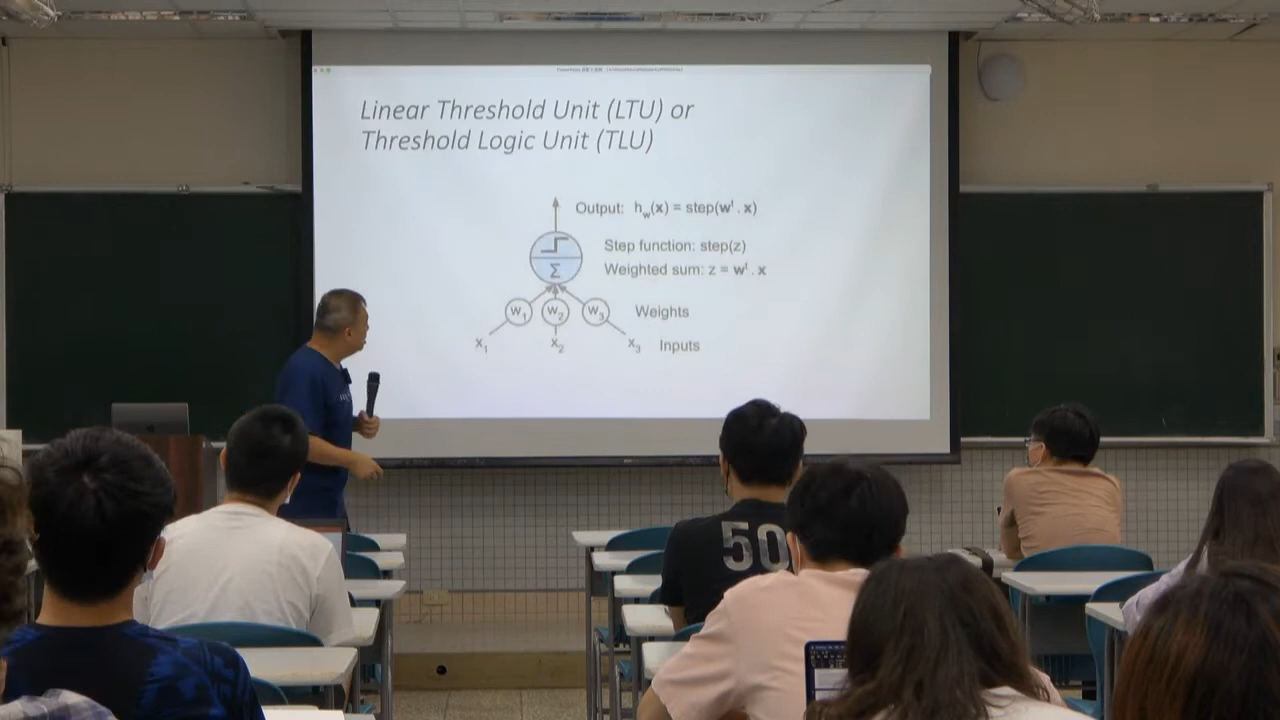 Linear Threshold Unit (LTU) or
Threshold Logic Unit (TLU)
Output: hw(x) = step(wᵗ . x)
Step function: step(z)
Σ
Weighted sum: z = wᵗ . x
w1 w2 w3 Weights
x1 x2 x3 Inputs
50